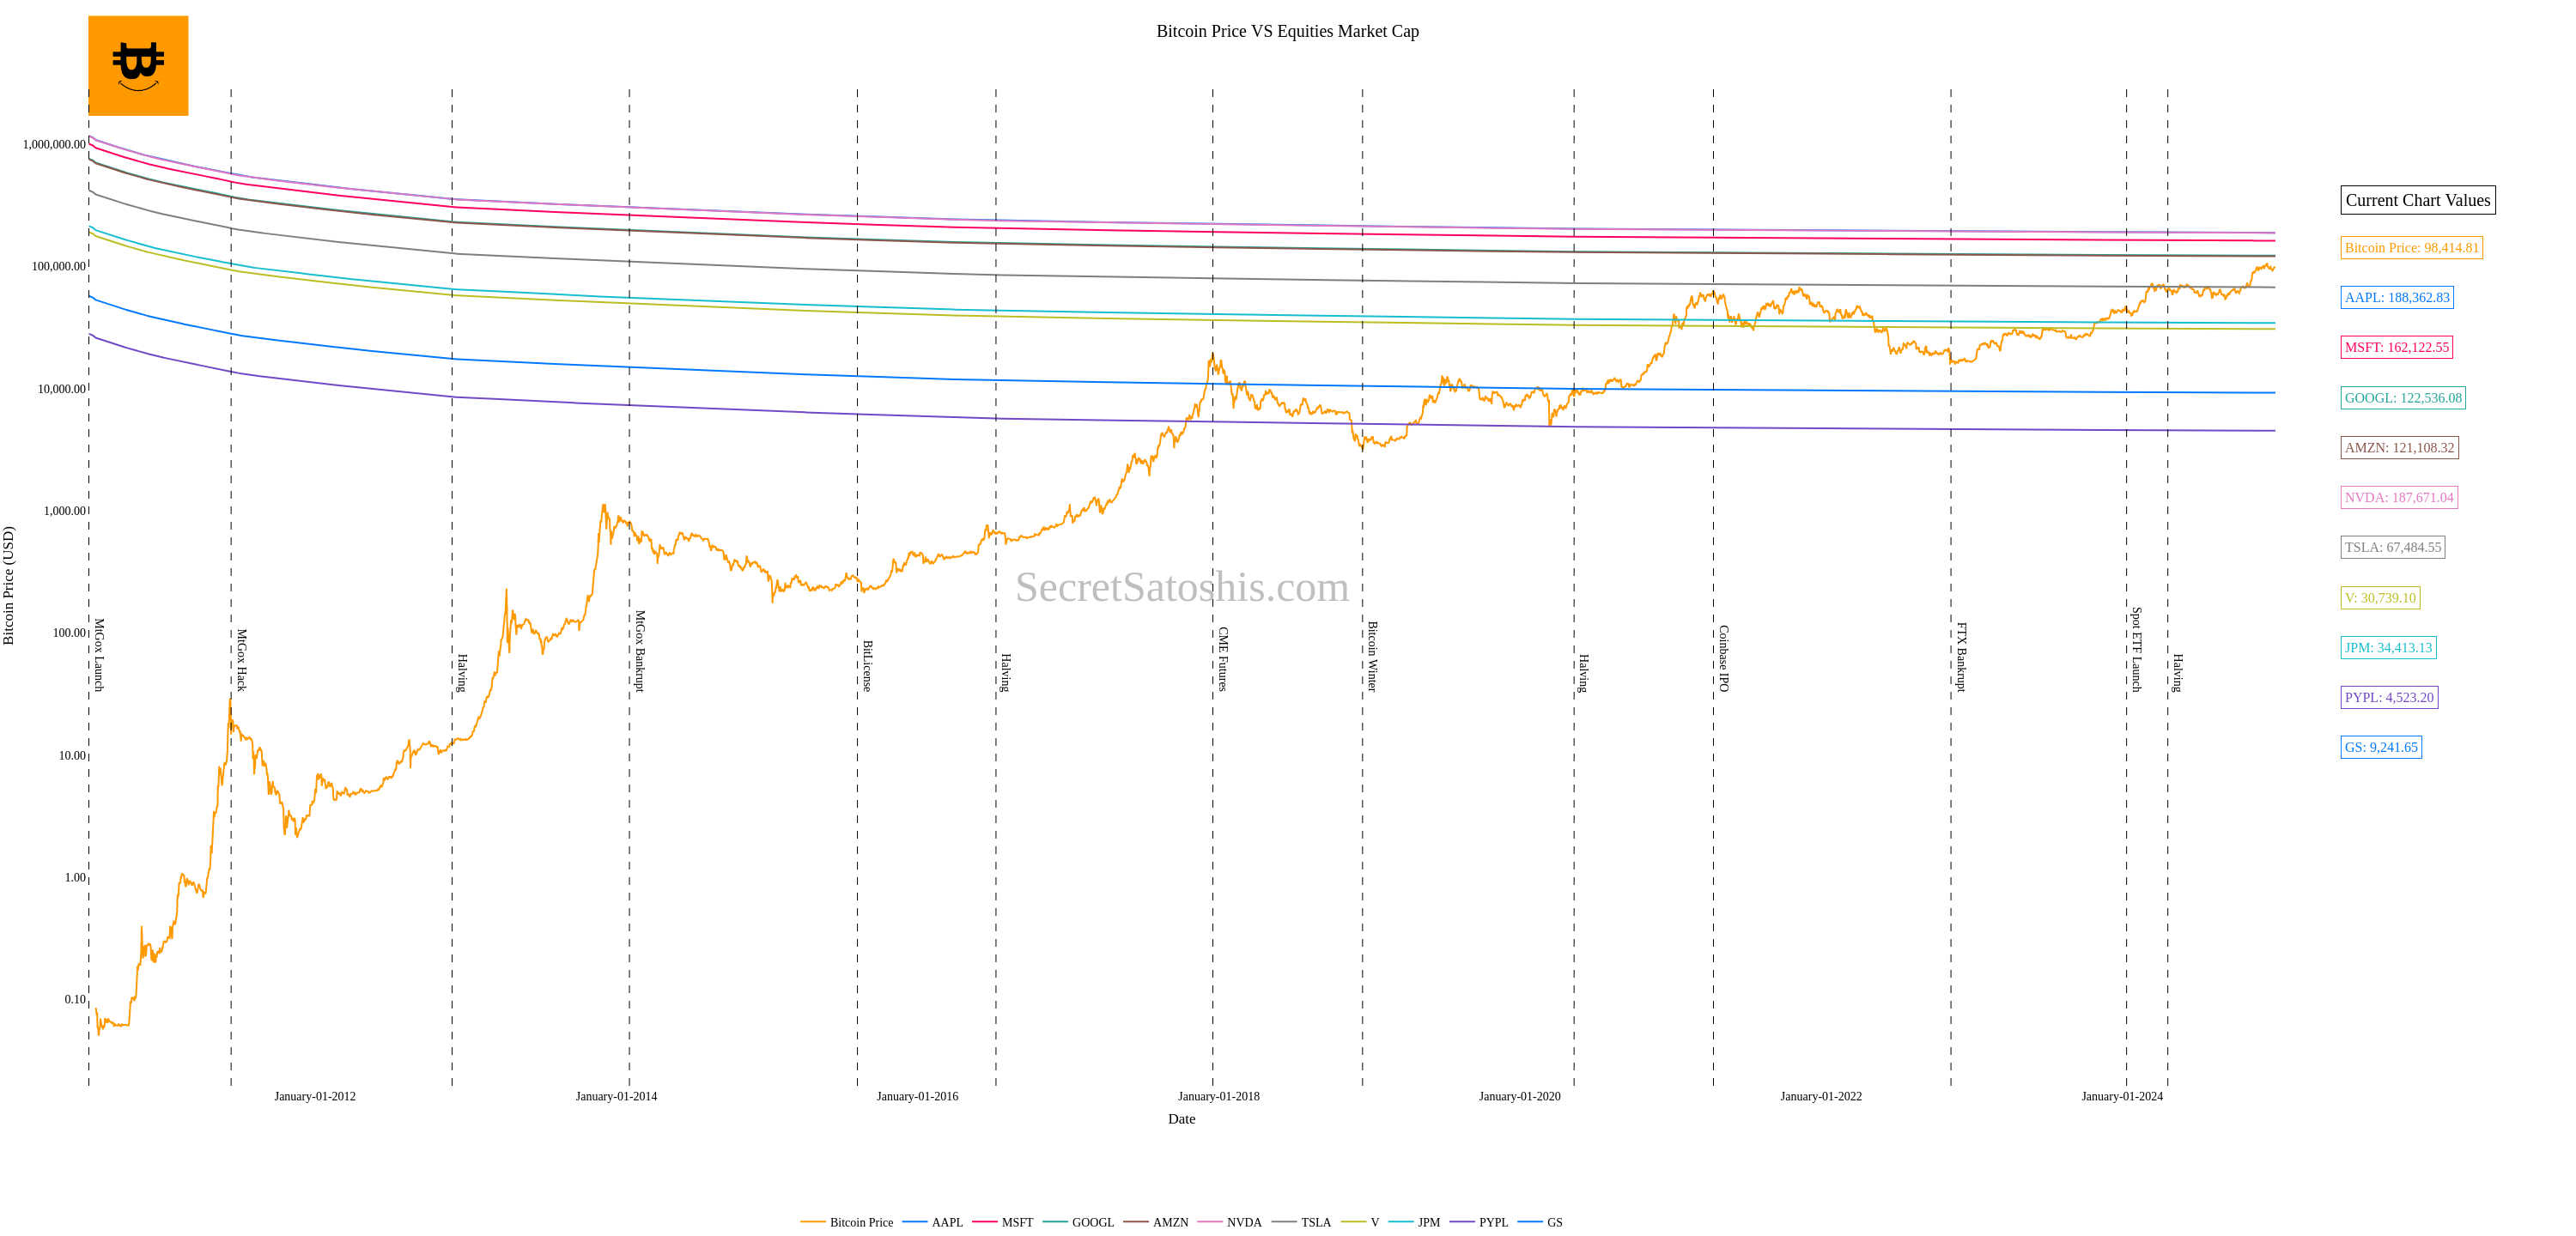 Bitcoin Price VS Equities Market Cap
1,000,000.00
100,000.00
10,000.00
1,000.00
100.00
10.00
1.00
0.10
Bitcoin Price (USD)
MtGox Launch
MtGox Hack
Halving
MtGox Bankrupt
BitLicense
Halving
CME Futures
Bitcoin Winter
Halving
Coinbase IPO
FTX Bankrupt
Spot ETF Launch
Halving
SecretSatoshis.com
January-01-2012
January-01-2014
January-01-2016
January-01-2018
January-01-2020
January-01-2022
January-01-2024
Date
Current Chart Values
Bitcoin Price: 98,414.81
AAPL: 188,362.83
MSFT: 162,122.55
GOOGL: 122,536.08
AMZN: 121,108.32
NVDA: 187,671.04
TSLA: 67,484.55
V: 30,739.10
JPM: 34,413.13
PYPL: 4,523.20
GS: 9,241.65
Bitcoin Price
AAPL
MSFT
GOOGL
AMZN
NVDA
TSLA
V
JPM
PYPL
GS